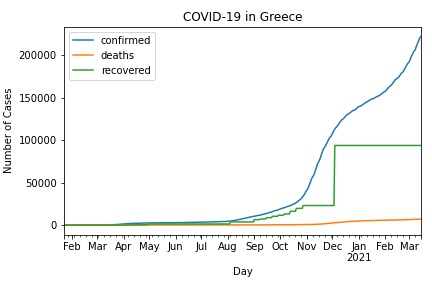 COVID-19 in Greece
confirmed
deaths
recovered
Number of Cases
200000
150000
100000
50000
0
Feb Mar Apr May Jun Jul Aug Sep Oct Nov Dec Jan Feb Mar
2021
Day